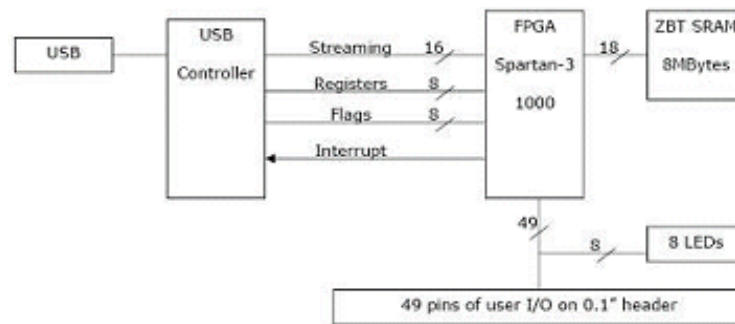 USB
USB
Controller
Streaming 16
Registers 8
Flags 8
Interrupt
FPGA
Spartan-3
1000
18
ZBT SRAM
8MBytes
49
8
8 LEDs
49 pins of user I/O on 0.1" header